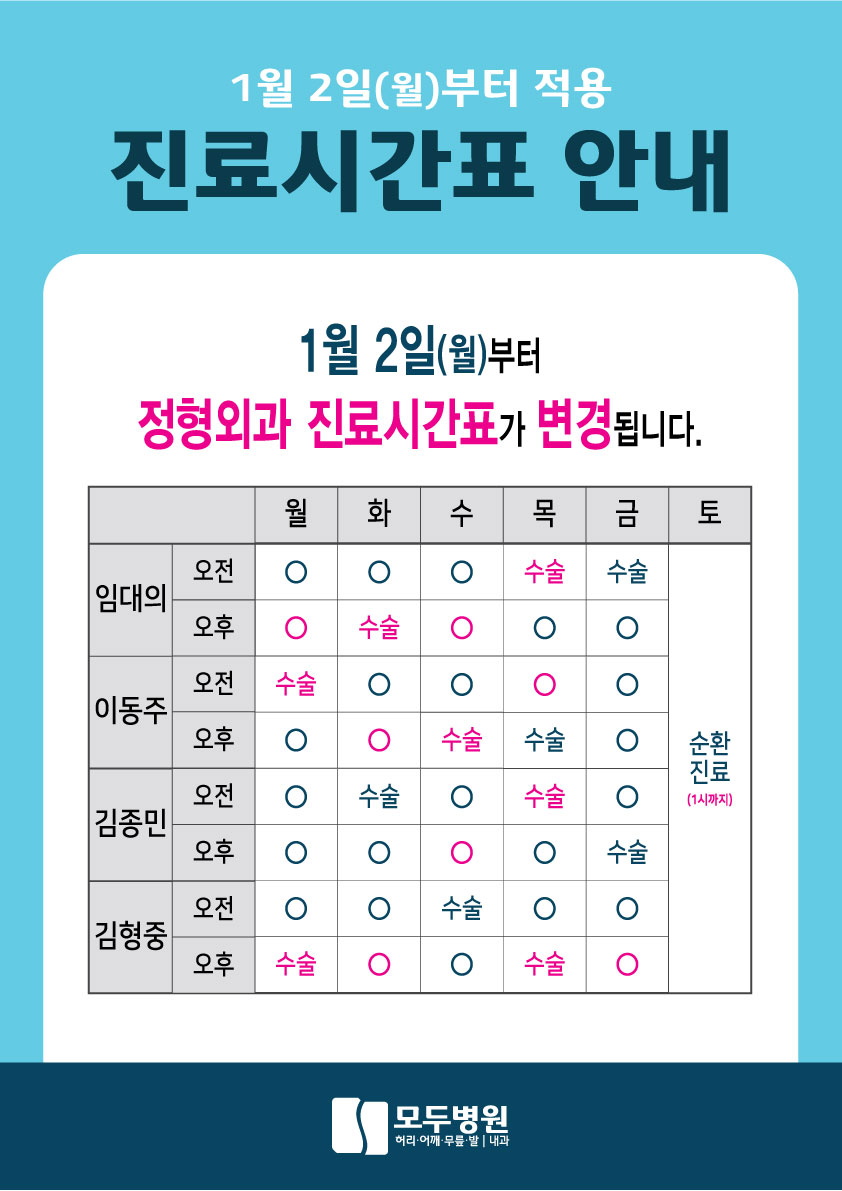 1월 2일(월)부터 적용
진료시간표 안내
1월 2일(월)부터
정형외과 진료시간표가 변경됩니다.
월 화 수 목 금 토
임대의 오전 O O O 수술 수술
오후 O 수술 O O O
이동주 오전 수술 O O O O
오후 O O 수술 수술 O
김종민 오전 O 수술 O 수술 O
오후 O O O O 수술
김형중 오전 O O 수술 O O
오후 수술 O O 수술 O
순환
진료
(1시까지)
모두병원
허리·어깨·무릎·발 | 내과